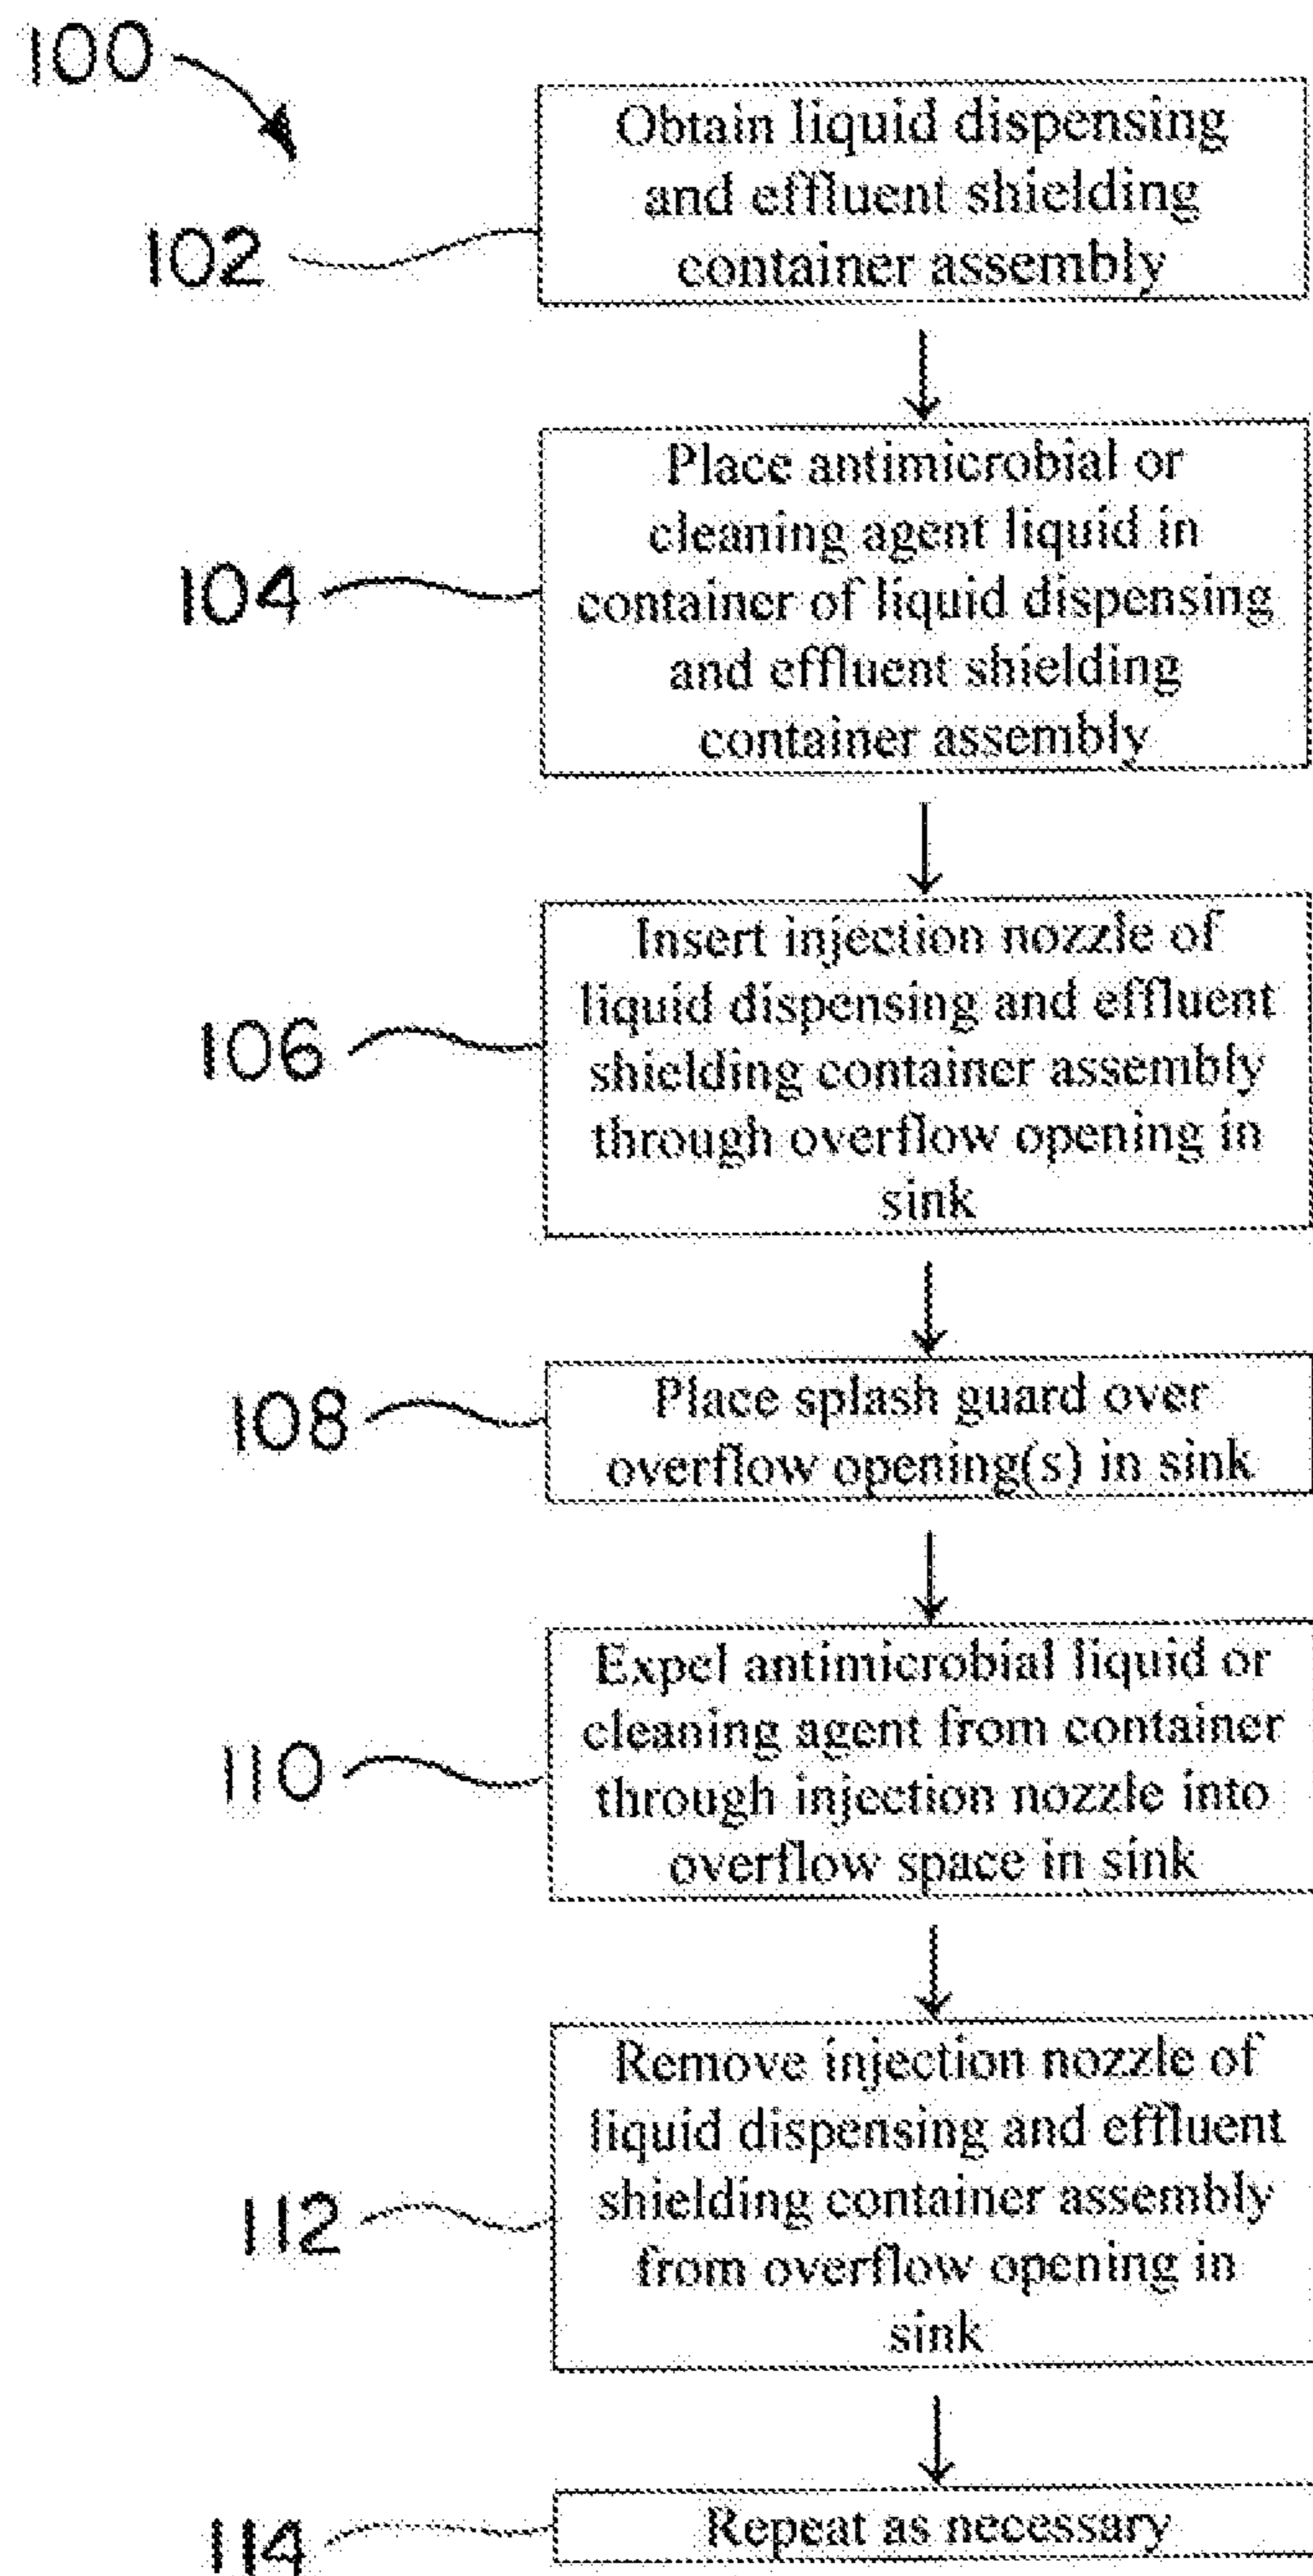 100
Obtain liquid dispensing
and effluent shielding
container assembly
102
Place antimicrobial or
cleaning agent liquid in
container of liquid dispensing
and effluent shielding
container assembly
104
Insert injection nozzle of
liquid dispensing and effluent
shielding container assembly
through overflow opening in
sink
106
Place splash guard over
overflow opening(s) in sink
108
Expel antimicrobial liquid or
cleaning agent from container
through injection nozzle into
overflow space in sink
110
Remove injection nozzle of
liquid dispensing and effluent
shielding container assembly
from overflow opening in
sink
112
Repeat as necessary
114